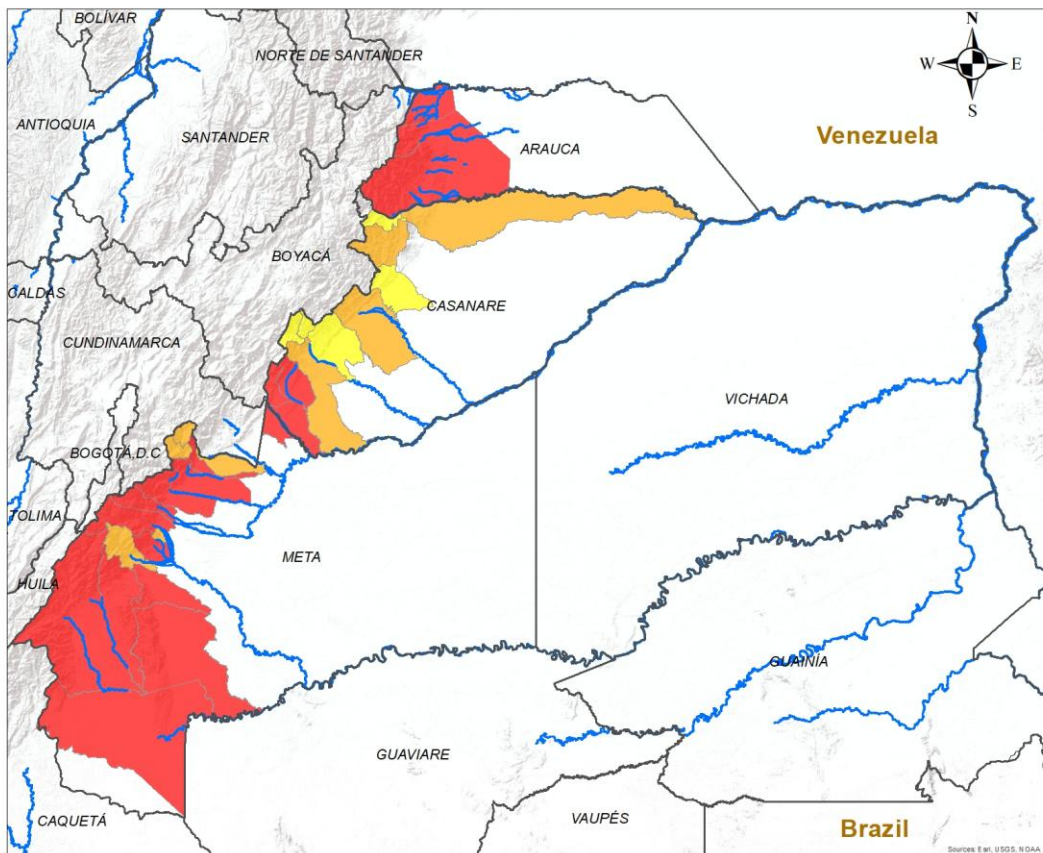 BOLÍVAR
N
NORTE DE SANTANDER
W
E
S
ANTIOQUIA
SANTANDER
Venezuela
ARAUCA
BOYACÁ
CALDAS
CASANARE
CUNDINAMARCA
VICHADA
BOGOTÁ,D.C
TOLIMA
META
HUILA
GUAINÍA
GUAVIARE
CAQUETÁ
VAUPÉS
Brazil
Sources: Esri, USGS, NOAA